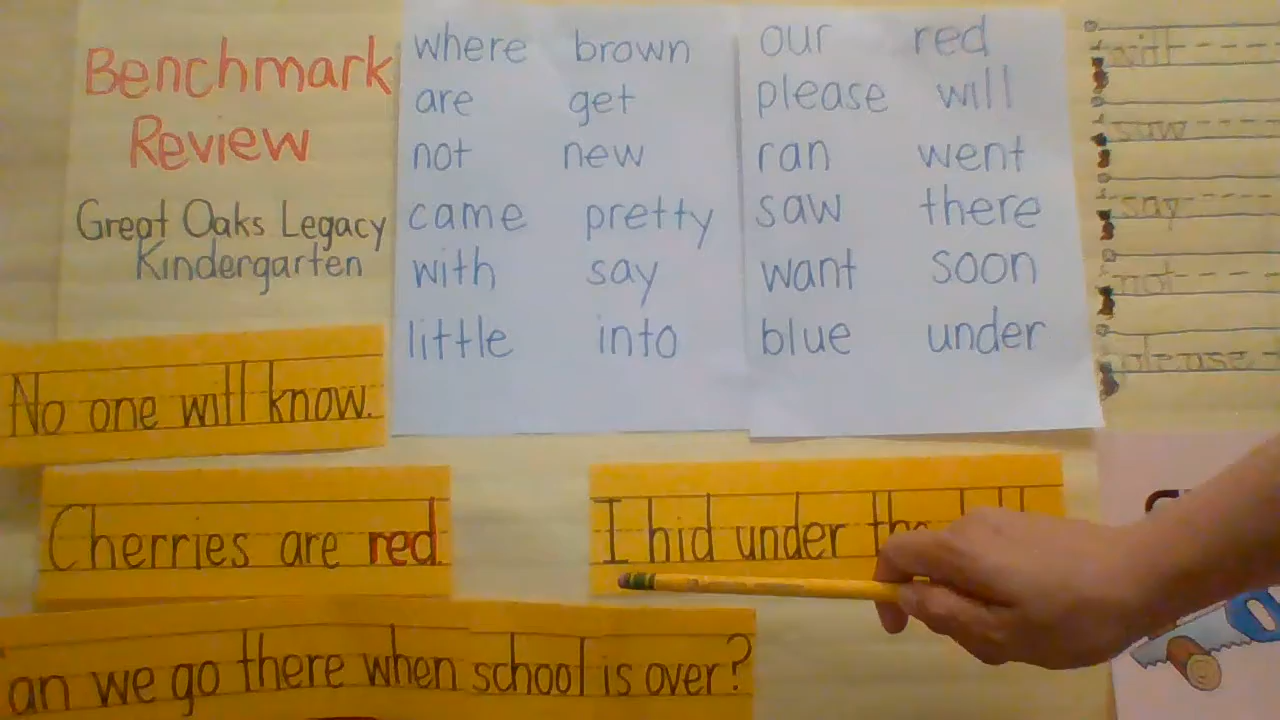 Benchmark
Review
Great Oaks Legacy
Kindergarten
where brown
are get
not new
came pretty
with say
little into
our red
please will
ran went
saw there
want soon
blue under
will
saw
say
not
please
No one will know.
Cherries are red.
I hid under the
an we go there when school is over?